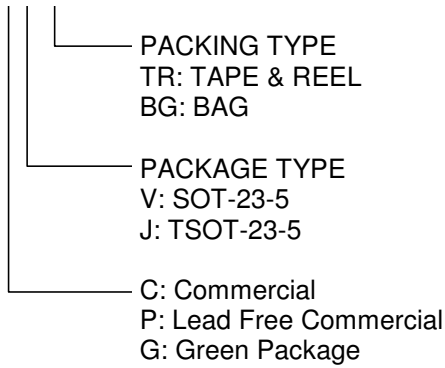 PACKING TYPE
TR: TAPE & REEL
BG: BAG
PACKAGE TYPE
V: SOT-23-5
J: TSOT-23-5
C: Commercial
P: Lead Free Commercial
G: Green Package